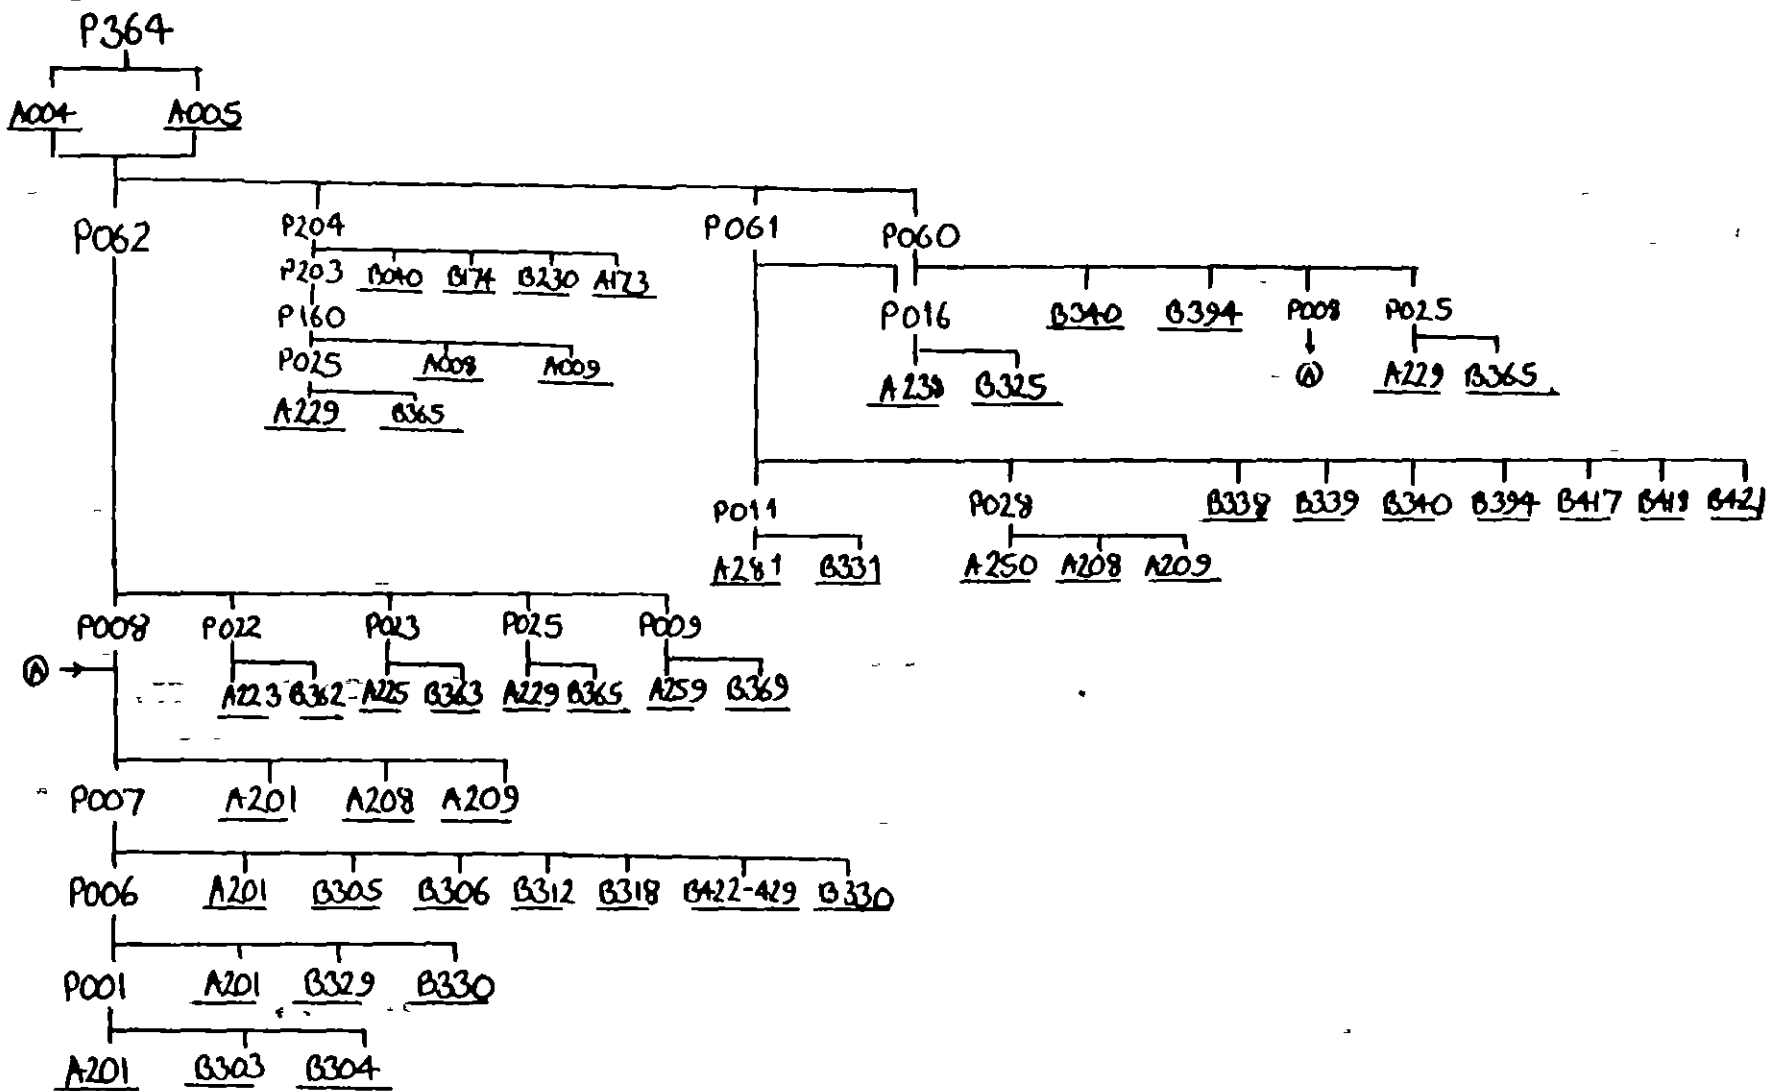 P364
A004 A005
P062 P204 P061 P060
P203 B040 B174 B230 A173
P160 P016 B340 B394 P008 P025
P025 A008 A009 A238 B325 A A229 B365
A229 B365
P011 P028 B338 B339 B340 B394 B417 B418 B421
A281 B331 A250 A208 A209
P008 P022 P023 P025 P009
A A223 B362 A225 B363 A229 B365 A259 B369
P007 A201 A208 A209
P006 A201 B305 B306 B312 B318 B422-429 B330
P001 A201 B329 B330
A201 B303 B304